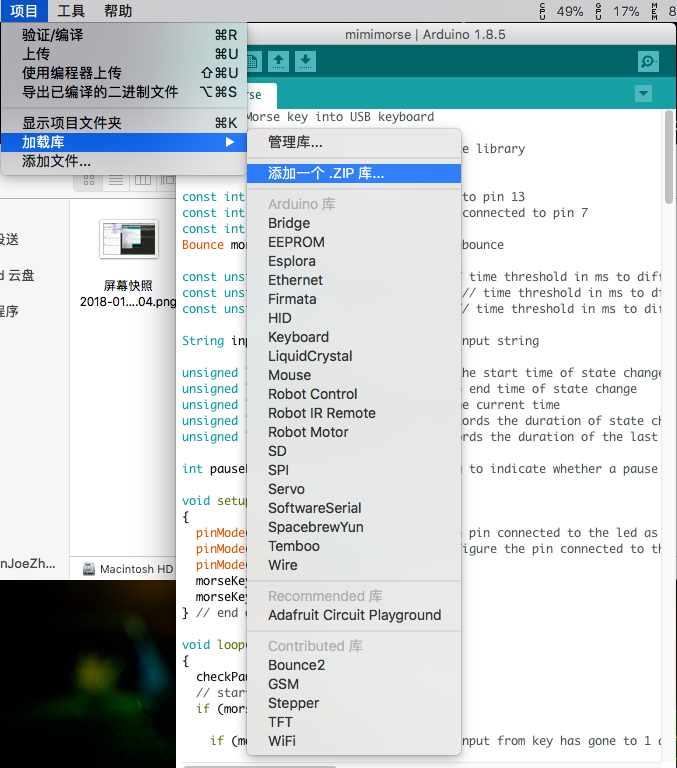 项目 工具 帮助 CPU 49% GPU 17% MEM 8
mimimorse | Arduino 1.8.5
验证/编译 ⌘R
上传 ⌘U
使用编程器上传 ⇧⌘U
导出已编译的二进制文件 ⌥⌘S
显示项目文件夹 ⌘K
加载库 ▶
添加文件...
Morse key into USB keyboard
管理库...
library
添加一个 .ZIP 库...
Arduino 库
Bridge
EEPROM
Esplora
Ethernet
Firmata
HID
Keyboard
LiquidCrystal
Mouse
Robot Control
Robot IR Remote
Robot Motor
SD
SPI
Servo
SoftwareSerial
SpacebrewYun
Temboo
Wire
Recommended 库
Adafruit Circuit Playground
Contributed 库
Bounce2
GSM
Stepper
TFT
WiFi
云盘
屏幕快照
2018-01....04.png
Macintosh HD
nJoeZh...
const int to pin 13
const int connected to pin 7
const int
Bounce mor bounce
const uns time threshold in ms to dif
const uns // time threshold in ms to di
const uns time threshold in ms to dif
String inp nput string
unsigned he start time of state change
unsigned end time of state change
unsigned e current time
unsigned ords the duration of state ch
unsigned ords the duration of the last
int pauseF g to indicate whether a pause
void setup
{
pinMode( pin connected to the led as
pinMode( figure the pin connected to th
pinMode(
morseKey
morseKey
} // end o
void loop(
{
checkPau
// star
if (mors
if (m nput from key has gone to 1 o